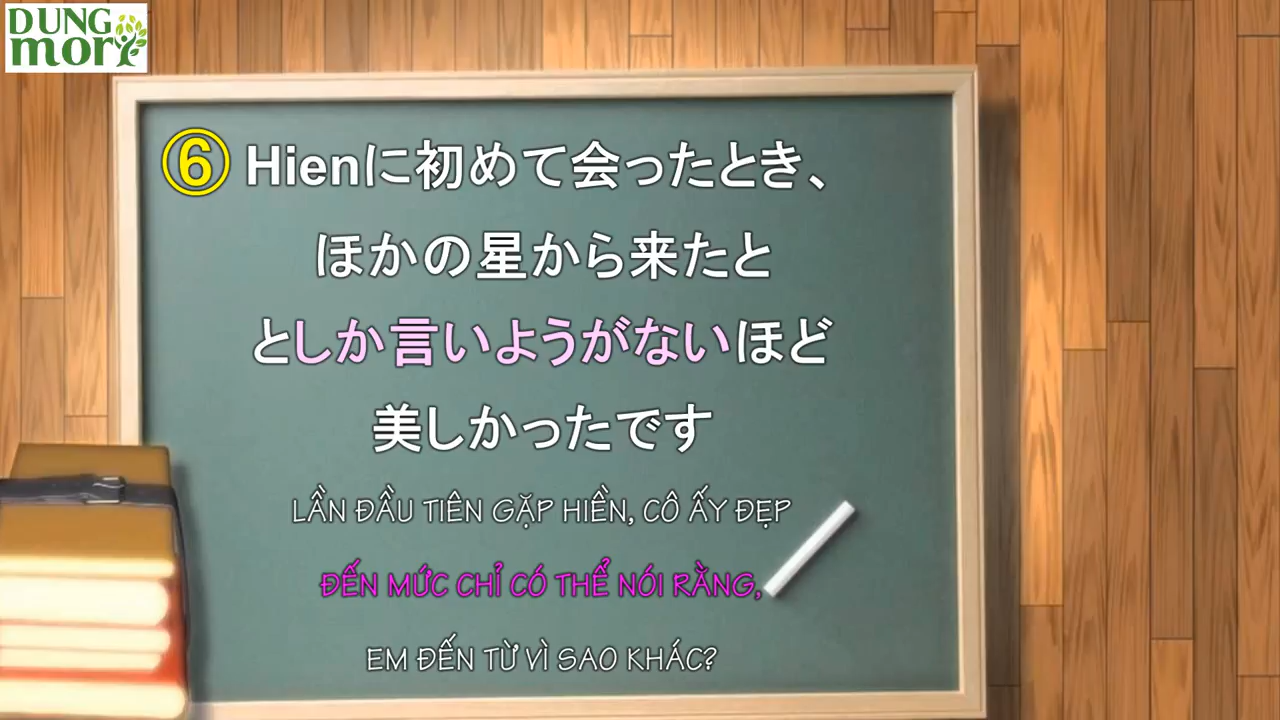 DUNG
mori
⑥ Hienに初めて会ったとき、
ほかの星から来たと
としか言いようがないほど
美しかったです
LẦN ĐẦU TIÊN GẶP HIỀN, CÔ ẤY ĐẸP
ĐẾN MỨC CHỈ CÓ THỂ NÓI RẰNG,
EM ĐẾN TỪ VÌ SAO KHÁC?